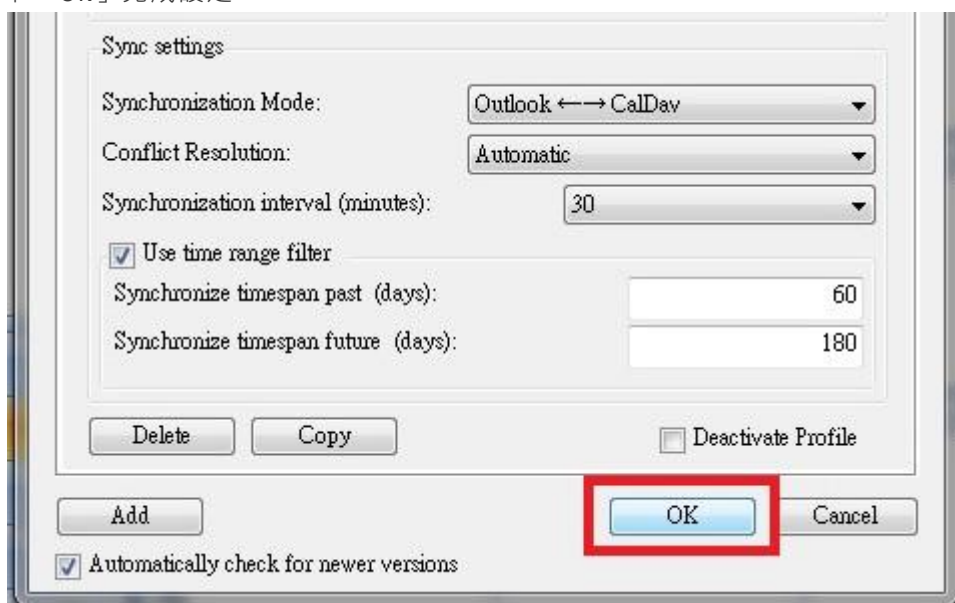 Sync settings
Synchronization Mode: Outlook ←→ CalDav
Conflict Resolution: Automatic
Synchronization interval (minutes): 30
Use time range filter
Synchronize timespan past (days): 60
Synchronize timespan future (days): 180
Delete Copy Deactivate Profile
Add OK Cancel
Automatically check for newer versions